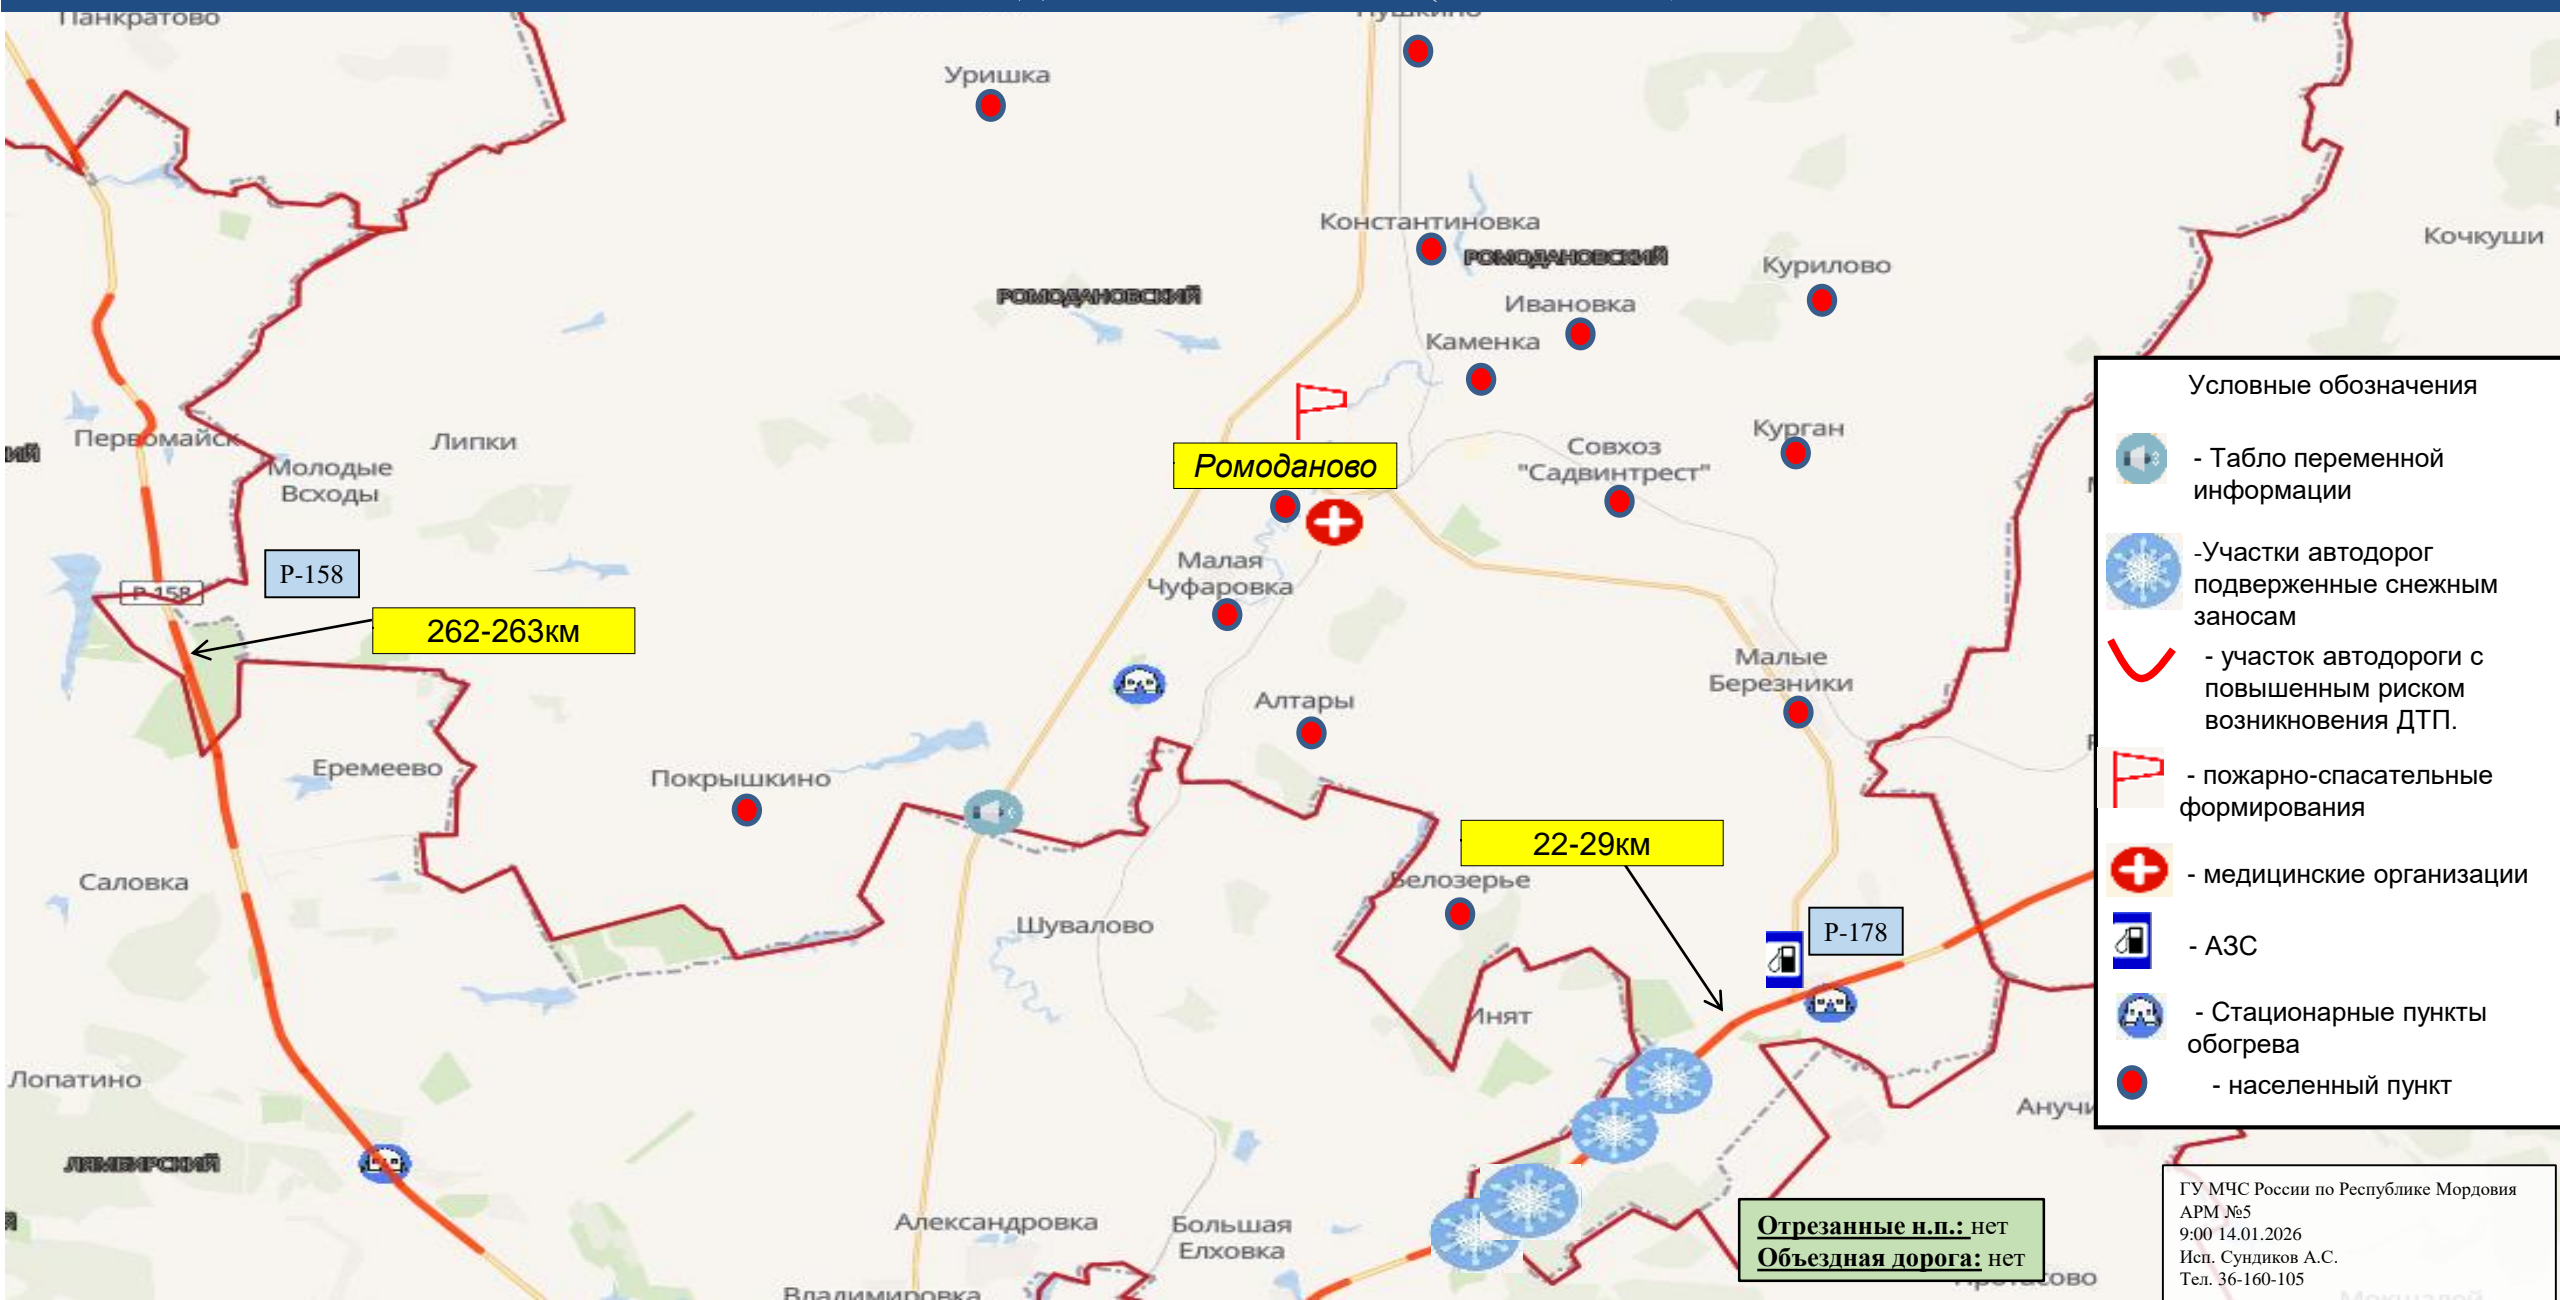 Панкратово
Уришка
Константиновка
РОМОДАНОВСКИЙ
Курилово
Кочкуши
РОМОДАНОВСКИЙ
Ивановка
Каменка
Первомайск
Липки
Молодые
Всходы
Ромоданово
Совхоз
"Садвинтрест"
Курган
Р-158
Р-158
262-263км
Малая
Чуфаровка
Малые
Березники
Алтары
Еремеево
Покрышкино
22-29км
Белозерье
Саловка
Шувалово
Р-178
Инят
Лопатино
ЛЯМБИРСКИЙ
Александровка
Большая
Елховка
Владимировка
Отрезанные н.п.: нет
Объездная дорога: нет
Условные обозначения
- Табло переменной
информации
-Участки автодорог
подверженные снежным
заносам
- участок автодороги с
повышенным риском
возникновения ДТП.
- пожарно-спасательные
формирования
- медицинские организации
- АЗС
- Стационарные пункты
обогрева
- населенный пункт
ГУ МЧС России по Республике Мордовия
АРМ №5
9:00 14.01.2026
Исп. Сундиков А.С.
Тел. 36-160-105